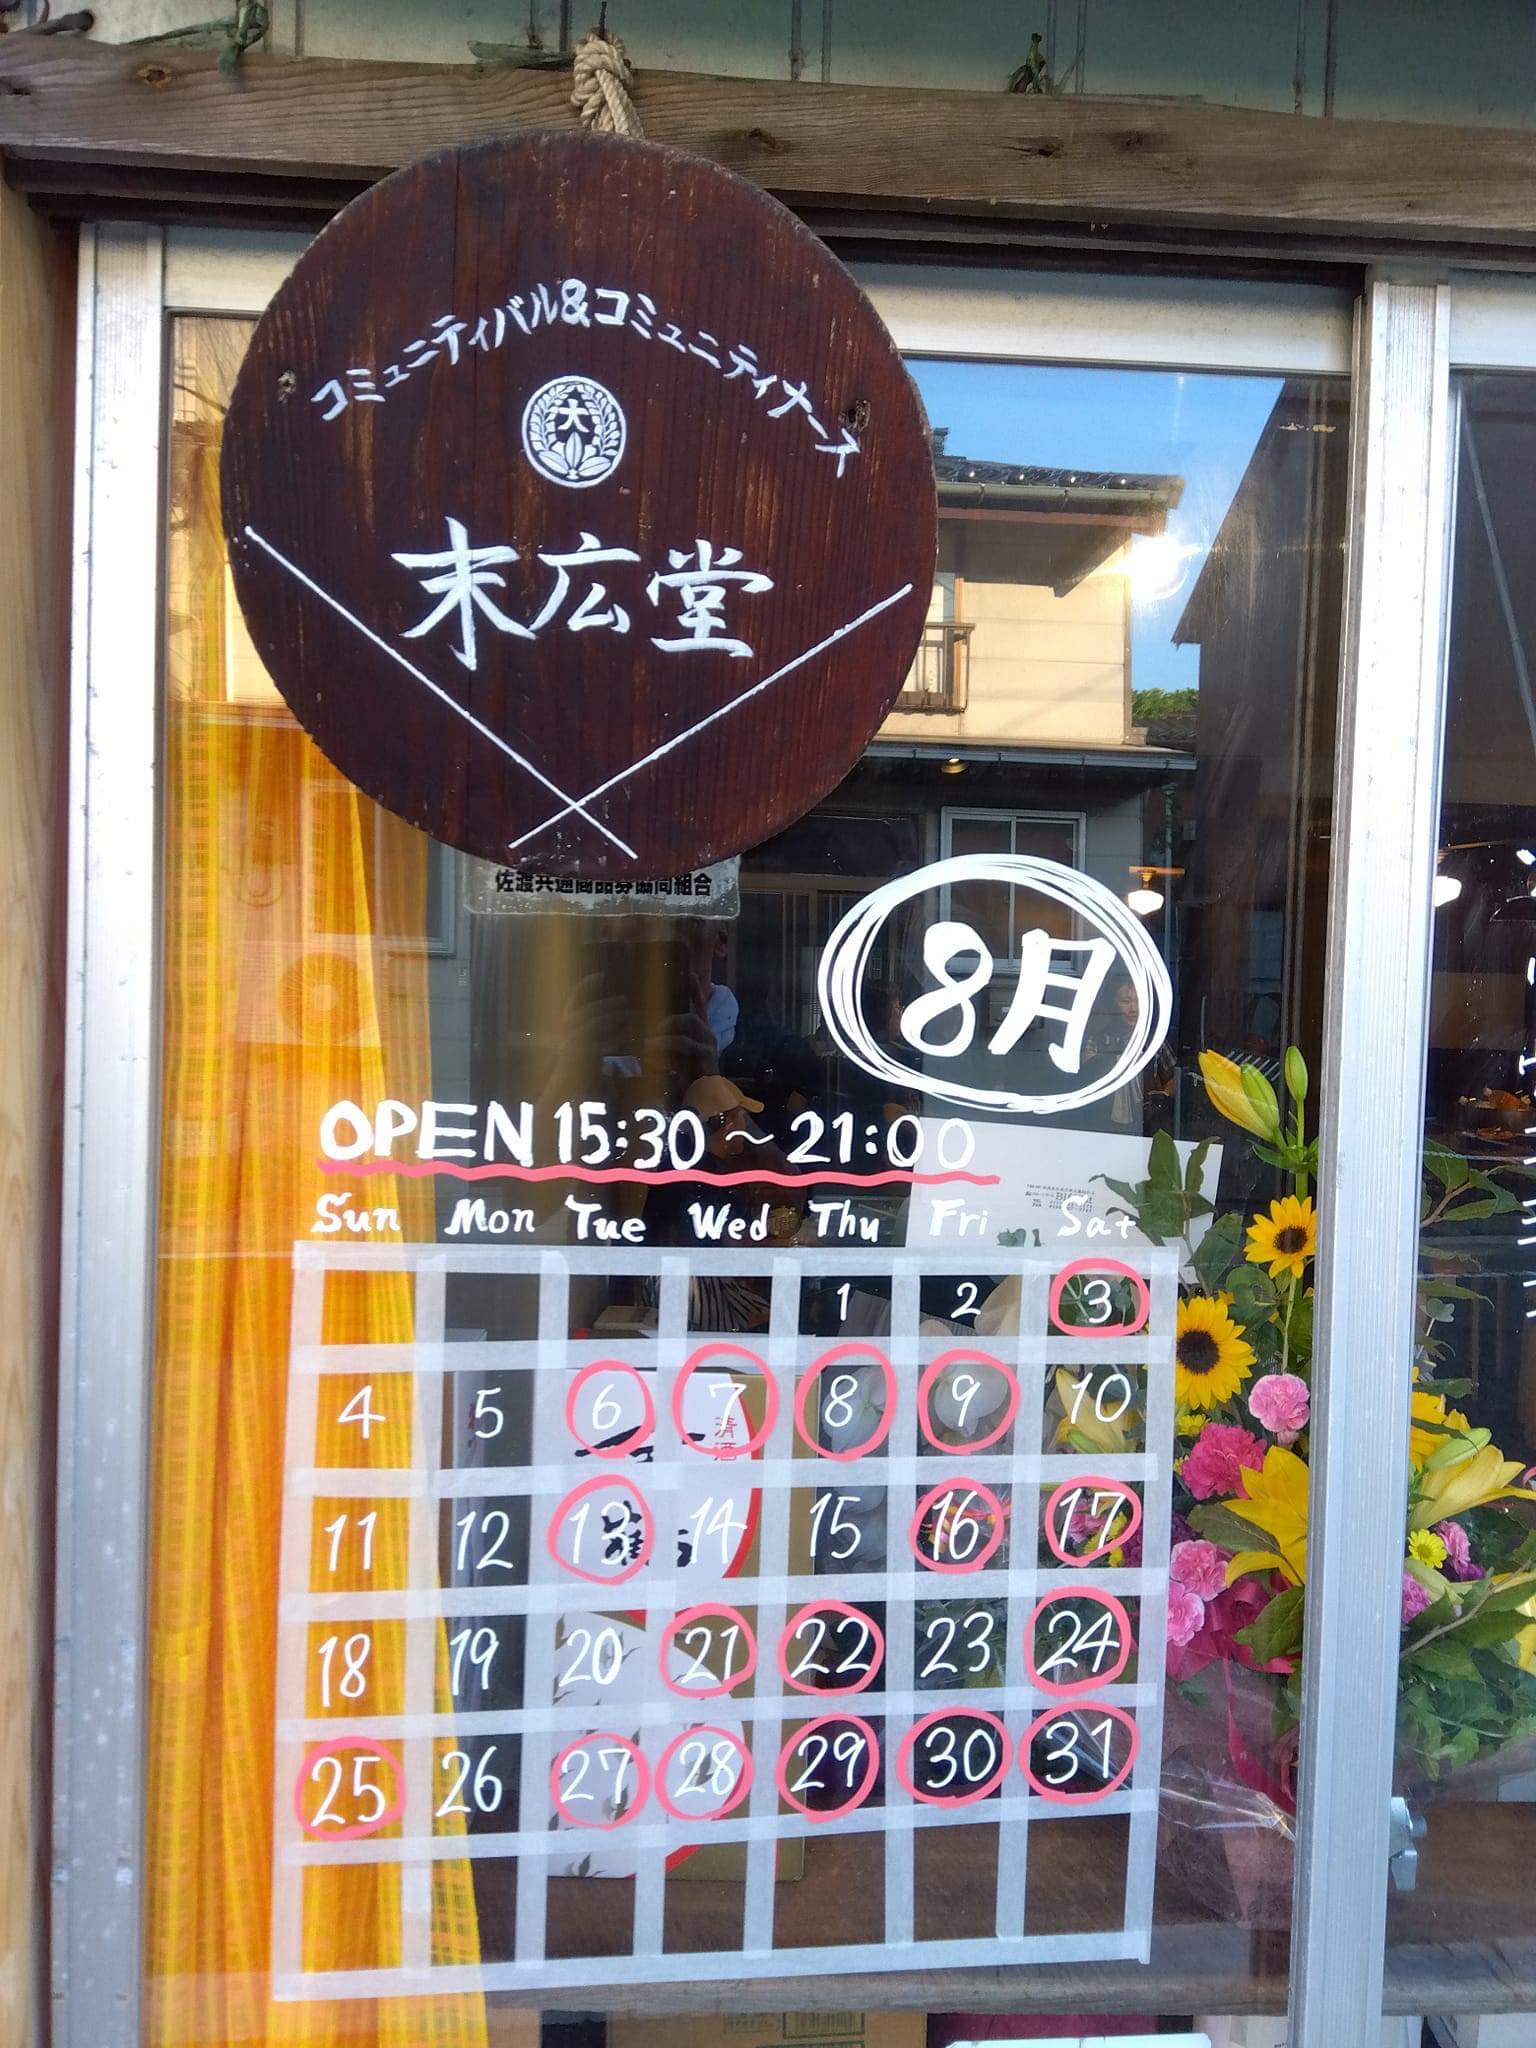 コミュニティバル&コミュニティナース
大
末広堂
佐渡共通商品券協同組合
8月
OPEN 15:30～21:00
Sun Mon Tue Wed Thu Fri Sat
1 2 3
4 5 6 7 8 9 10
清酒
11 12 13 14 15 16 17
18 19 20 21 22 23 24
25 26 27 28 29 30 31